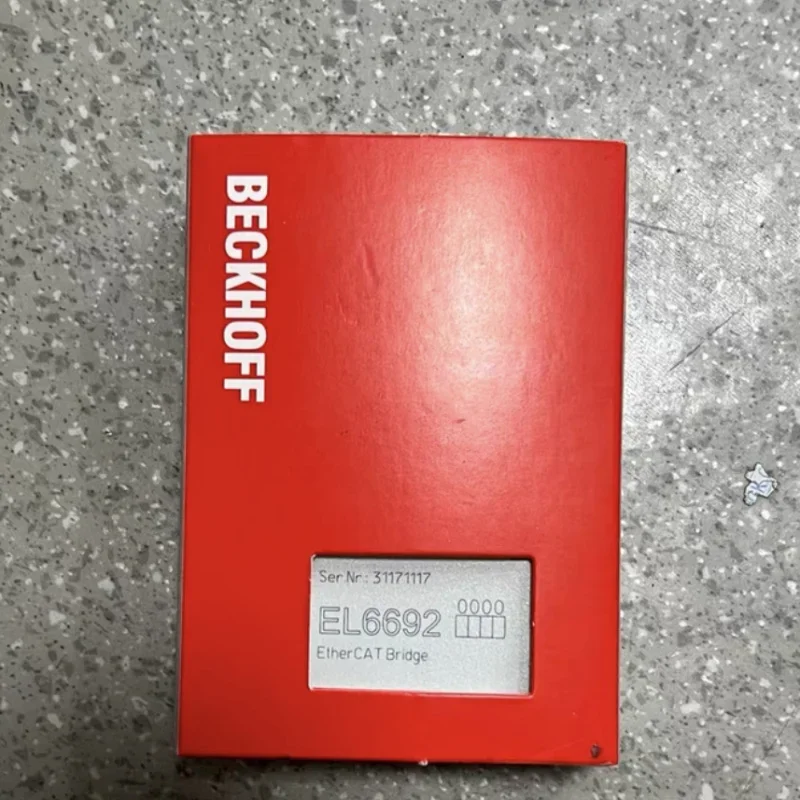 BECKHOFF
Ser Nr: 31171117
EL6692
0000
EtherCAT Bridge